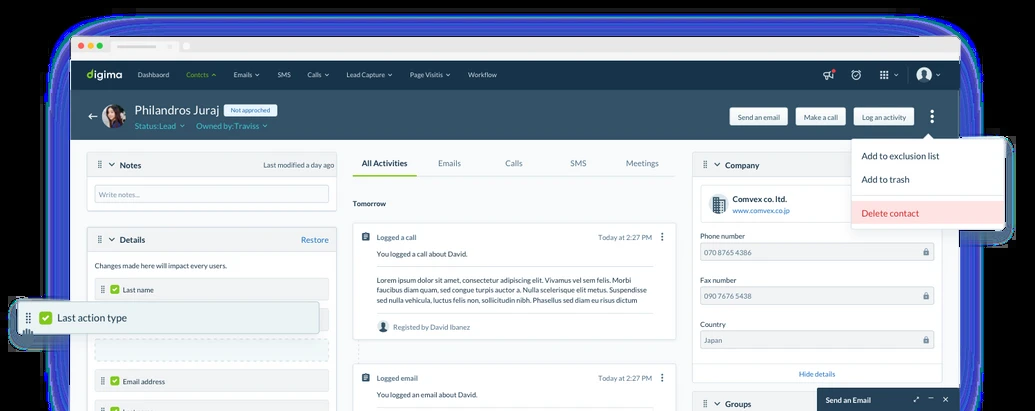 digima
Dashbaord
Contcts
Emails
SMS
Calls
Lead Capture
Page Visitis
Workflow
Philandros Juraj
Not approched
Status:Lead
Owned by:Traviss
Send an email
Make a call
Log an activity
Add to exclusion list
Add to trash
Delete contact
Notes
Last modified a day ago
Write notes...
Details
Restore
Changes made here will impact every users.
Last name
Last action type
Email address
All Activities
Emails
Calls
SMS
Meetings
Tomorrow
Logged a call
Today at 2:27 PM
You logged a call about David.
Lorem ipsum dolor sit amet, consectetur adipiscing elit. Vivamus vel sem felis. Morbi
faucibus diam quam, sed congue turpis auctor a. Nulla scelerisque elit metus. Suspendisse
sed nulla vehicula, luctus felis non, sollicitudin nibh. Phasellus sed diam eu risus dictum
Registed by David Ibanez
Logged email
Today at 2:27 PM
You logged an email about David.
Company
Comvex co. ltd.
www.comvex.co.jp
Phone number
070 8765 4386
Fax number
090 7676 5438
Country
Japan
Hide details
Groups
Send an Email